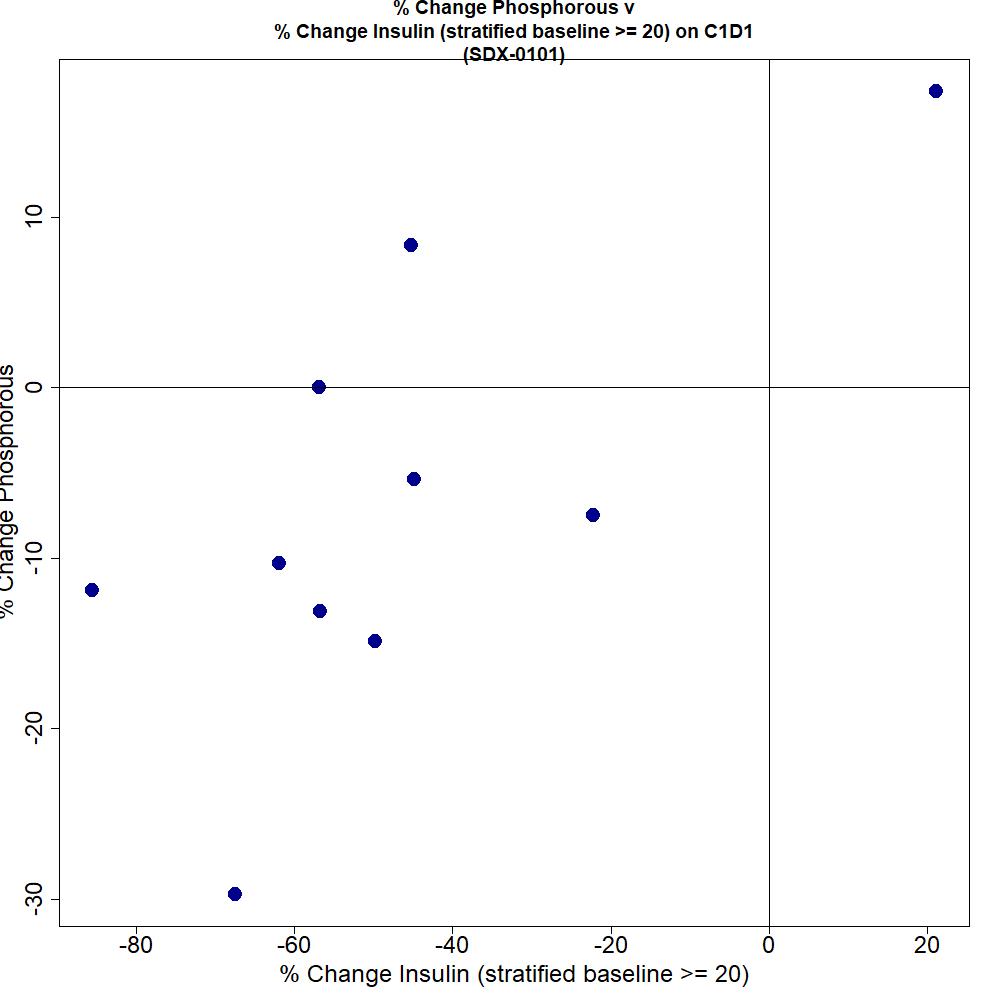 % Change Phosphorous v
% Change Insulin (stratified baseline >= 20) on C1D1
(SDX-0101)
% Change Phosphorous
10
0
-10
-20
-30
-80
-60
-40
-20
0
20
% Change Insulin (stratified baseline >= 20)